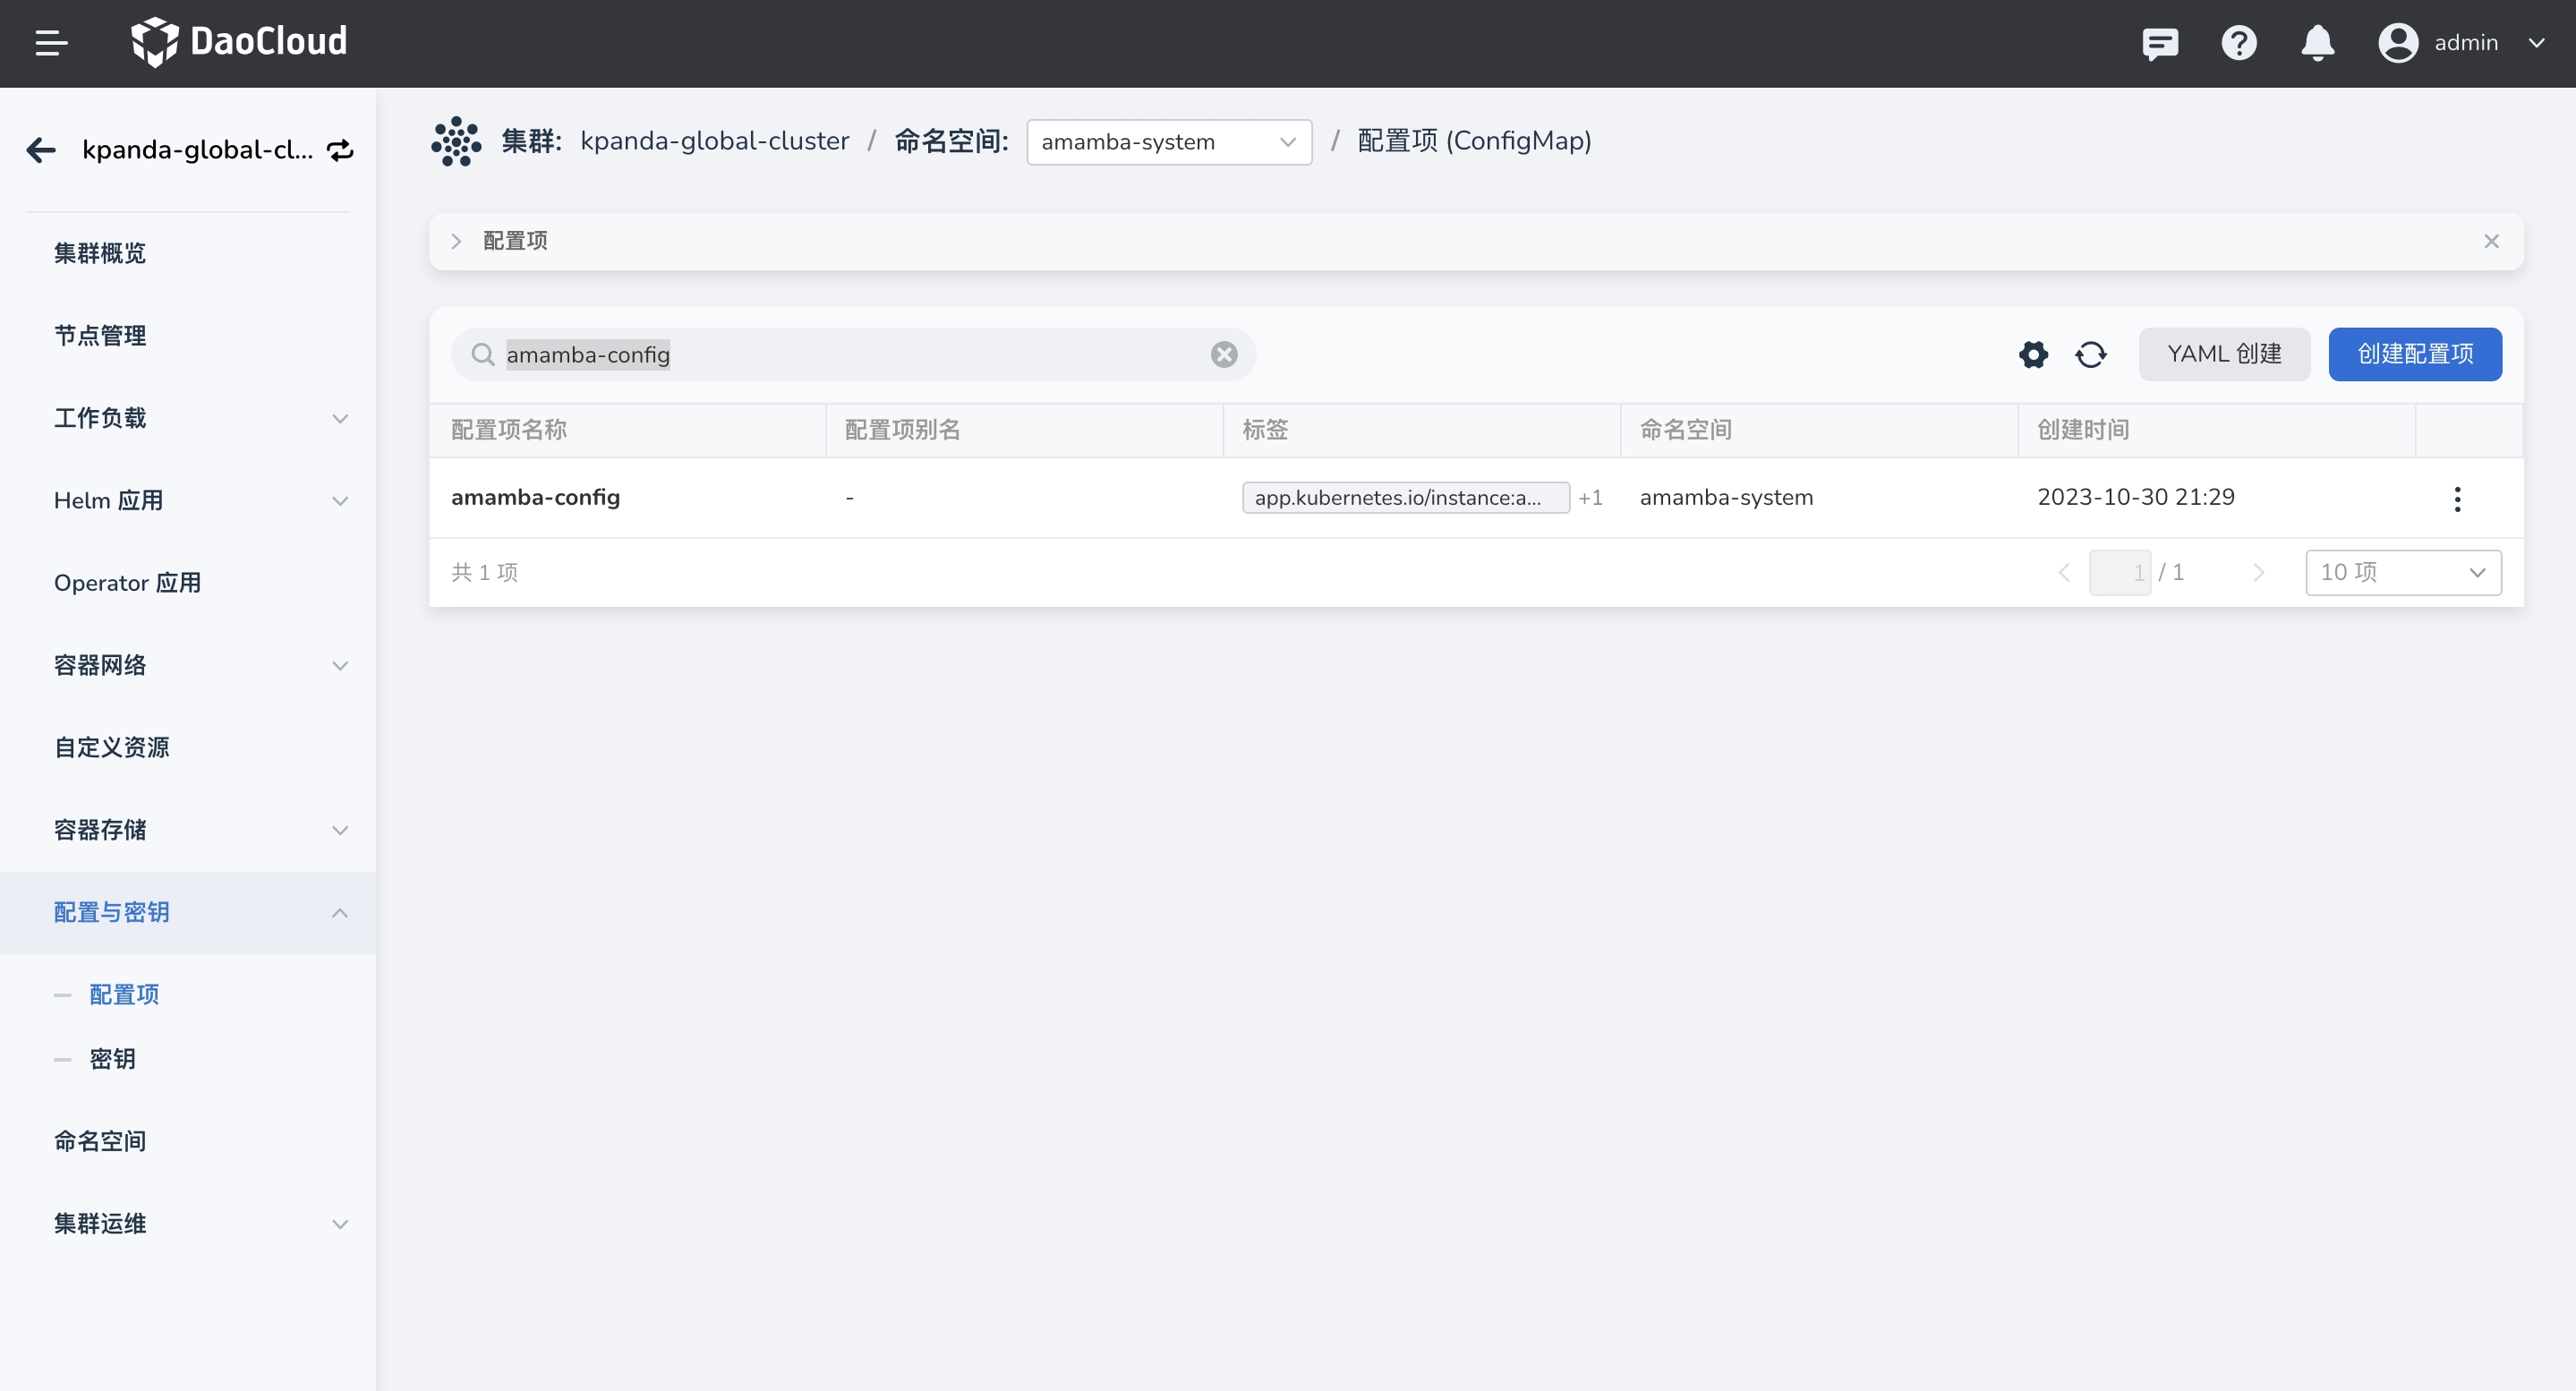 DaoCloud
admin
kpanda-global-cl...
集群概览
节点管理
工作负载
Helm 应用
Operator 应用
容器网络
自定义资源
容器存储
配置与密钥
配置项
密钥
命名空间
集群运维
集群: kpanda-global-cluster / 命名空间: amamba-system / 配置项 (ConfigMap)
配置项
amamba-config
YAML 创建
创建配置项
配置项名称 配置项别名 标签 命名空间 创建时间
amamba-config - app.kubernetes.io/instance:a... +1 amamba-system 2023-10-30 21:29
共 1 项
1 / 1
10 项